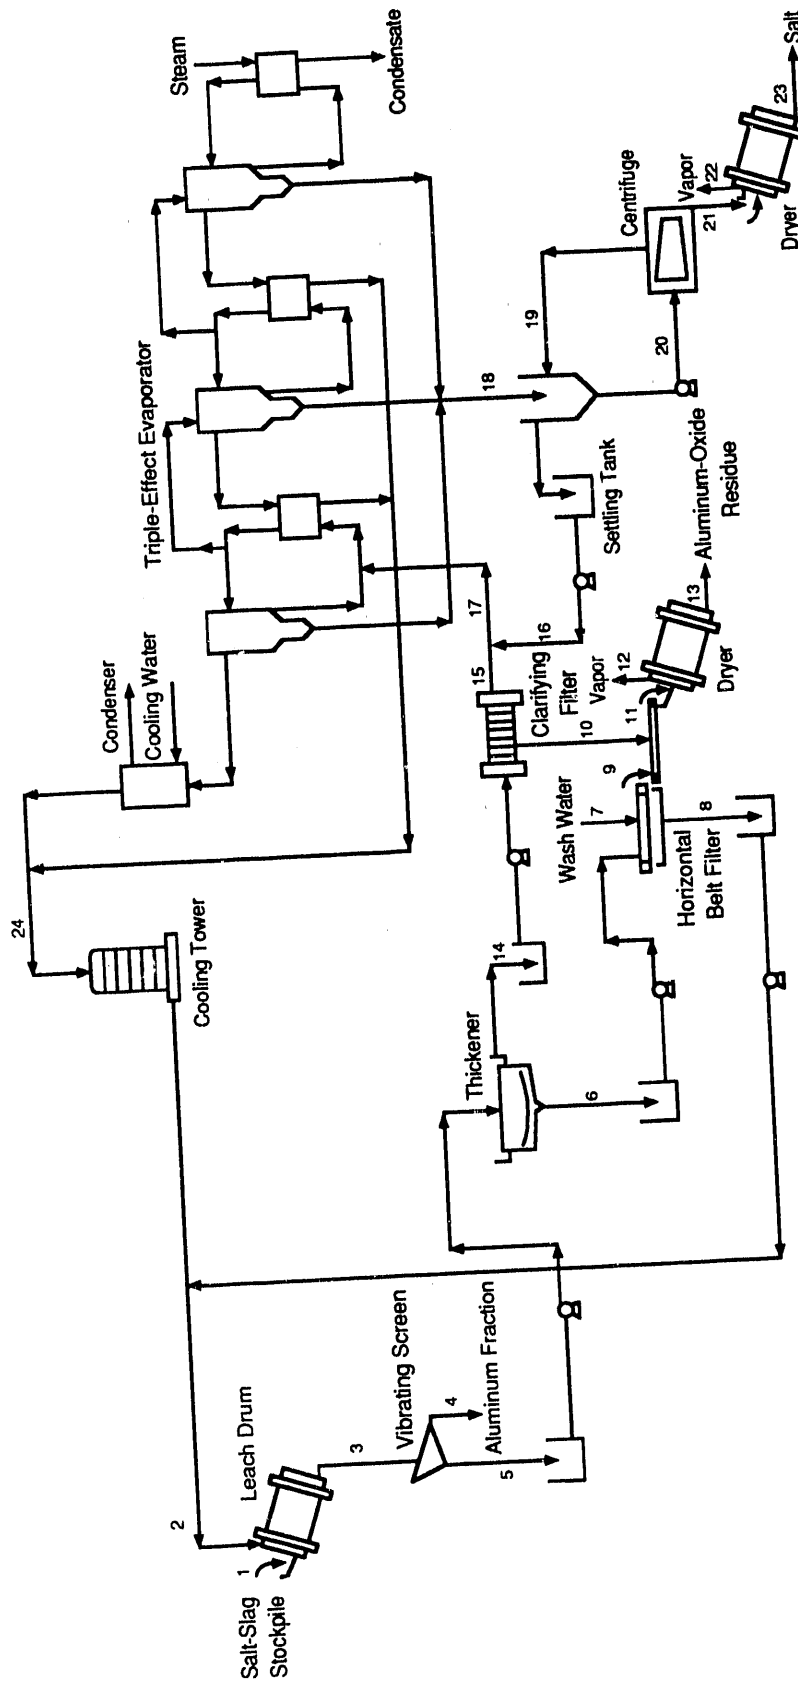 Salt-Slag
Stockpile
1
2
Leach Drum
3
Vibrating Screen
4
Aluminum Fraction
5
Thickener
6
14
Wash Water
7
Horizontal
Belt Filter
8
9
10
11
Clarifying
Filter
Vapor
12
Dryer
13
Aluminum-Oxide
Residue
15
16
17
Settling Tank
18
19
20
Centrifuge
21
Vapor
22
Dryer
23
Salt
24
Cooling Tower
Condenser
Cooling Water
Triple-Effect Evaporator
Steam
Condensate